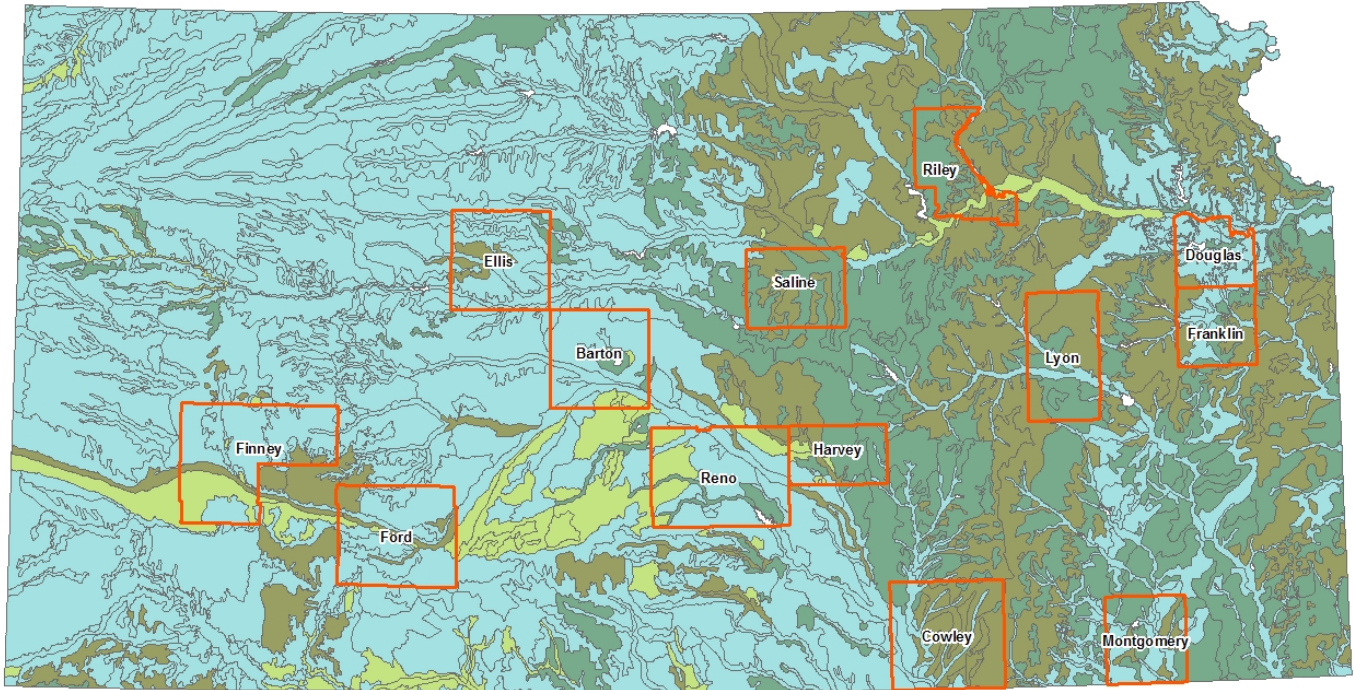 Riley
Douglas
Ellis
Saline
Franklin
Barton
Lyon
Finney
Harvey
Reno
Ford
Cowley
Montgomery